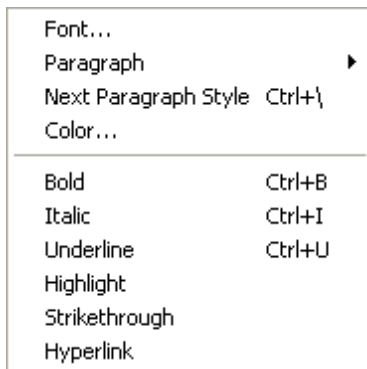 Font...
Paragraph
Next Paragraph Style Ctrl+\
Color...
Bold Ctrl+B
Italic Ctrl+I
Underline Ctrl+U
Highlight
Strikethrough
Hyperlink